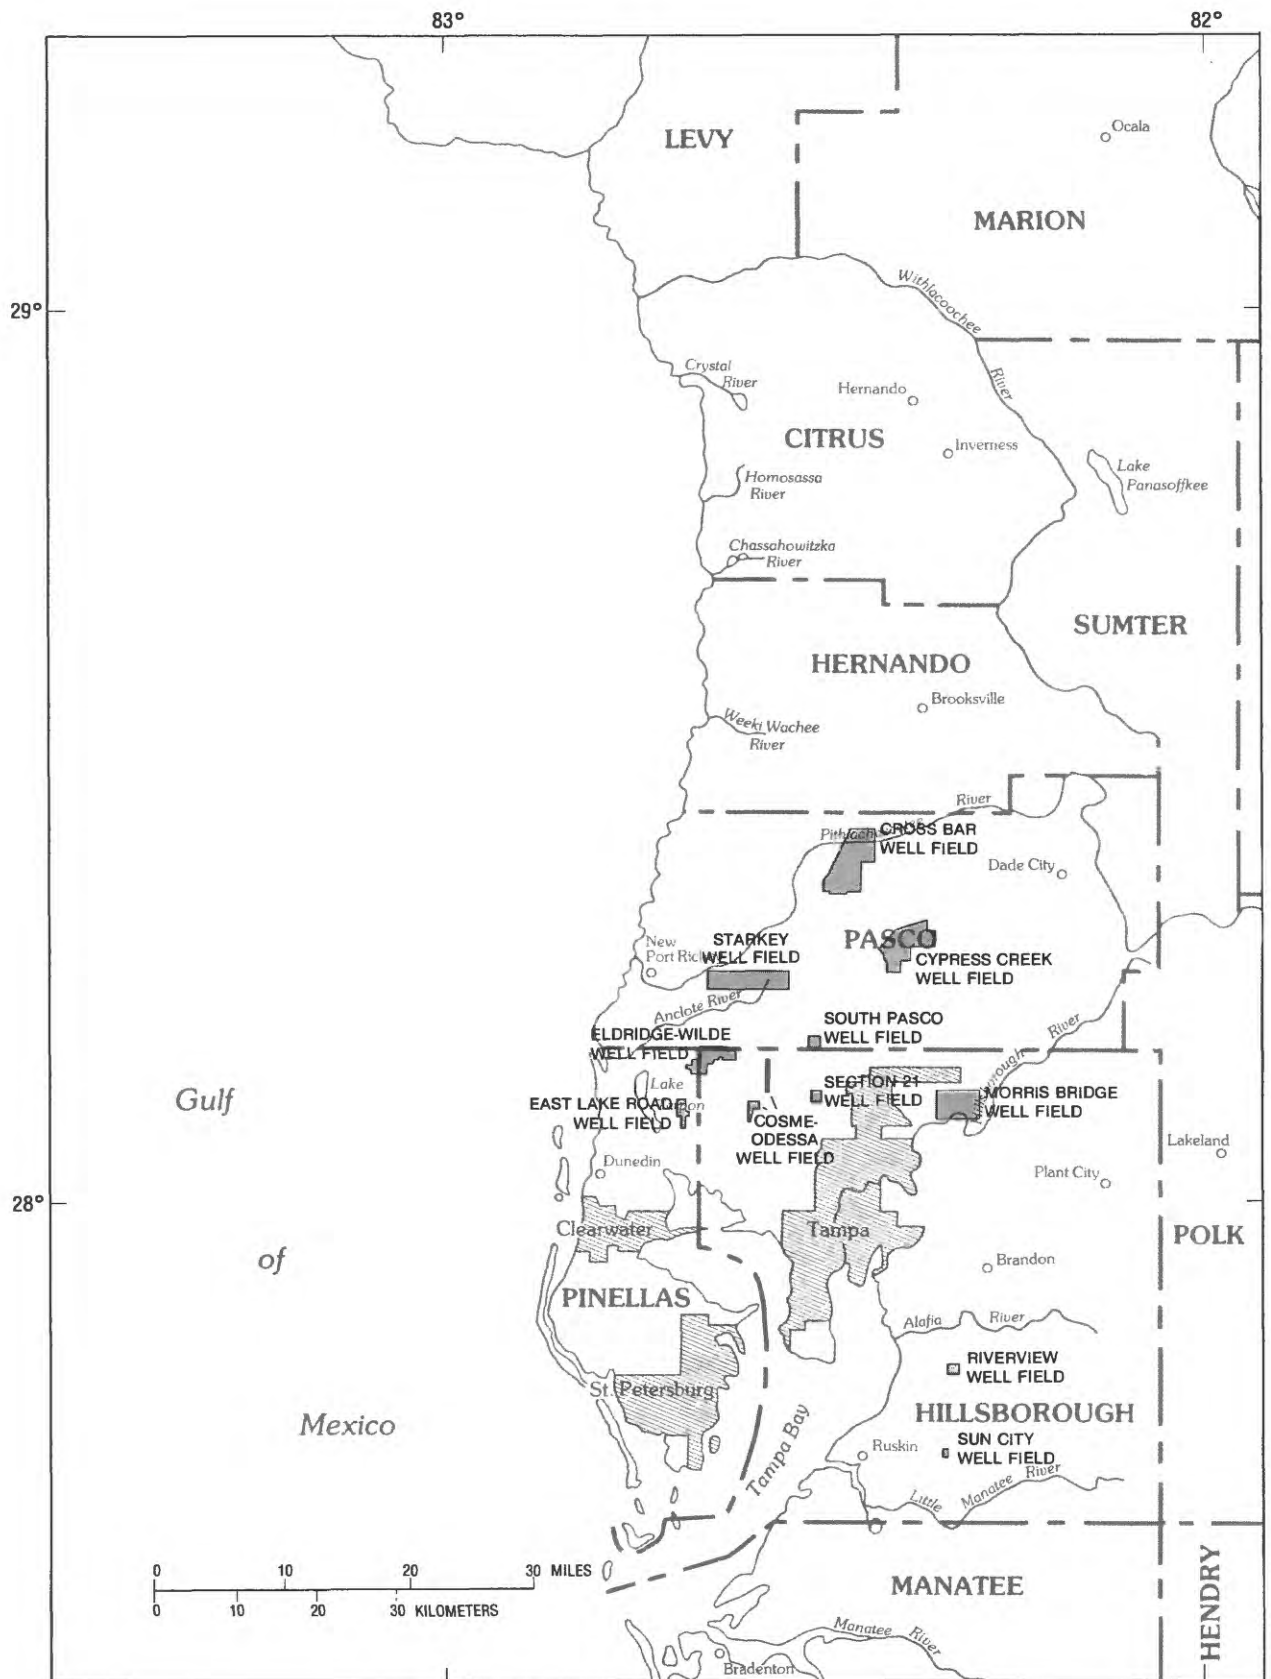 83°
82°
LEVY
Ocala
MARION
Withlacoochee
River
29°
Crystal
River
Hernando
CITRUS
Inverness
Lake
Panasoffkee
Homosassa
River
Chassahowitzka
River
SUMTER
HERNANDO
Brooksville
Weeki Wachee
River
River
CROSS BAR
WELL FIELD
Dade City
PASCO
STARKEY
WELL FIELD
New
Port
CYPRESS CREEK
WELL FIELD
Anclote River
SOUTH PASCO
WELL FIELD
River
ELDRIDGE-WILDE
WELL FIELD
Lake
SECTION 21
WELL FIELD
MORRIS BRIDGE
WELL FIELD
EAST LAKE ROAD
WELL FIELD
COSME-
ODESSA
WELL FIELD
Gulf
of
Mexico
Lakeland
Dunedin
Plant City
28°
Clearwater
Tampa
POLK
Brandon
PINELLAS
Alafia River
RIVERVIEW
WELL FIELD
St. Petersburg
HILLSBOROUGH
Tampa Bay
Ruskin
SUN CITY
WELL FIELD
Little Manatee River
0 10 20 30 MILES
0 10 20 30 KILOMETERS
MANATEE
HENDRY
Manatee River
Bradenton